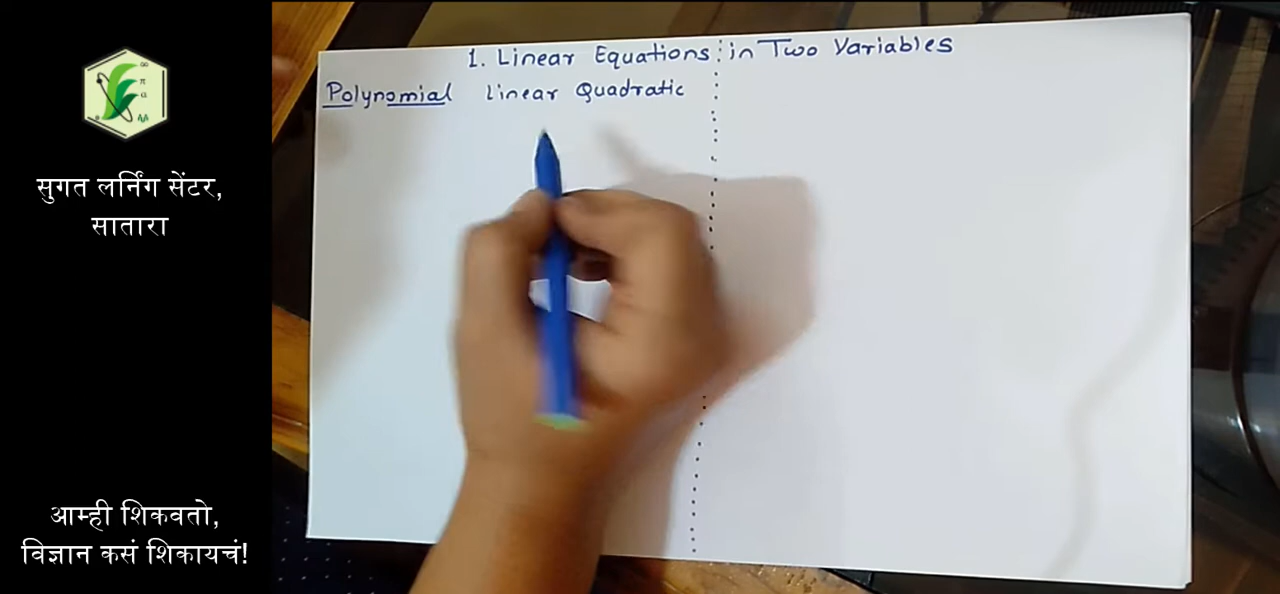 सुगत लर्निंग सेंटर,
सातारा
आम्ही शिकवतो,
विज्ञान कसं शिकायचं!
1. Linear Equations in Two Variables
Polynomial Linear Quadratic